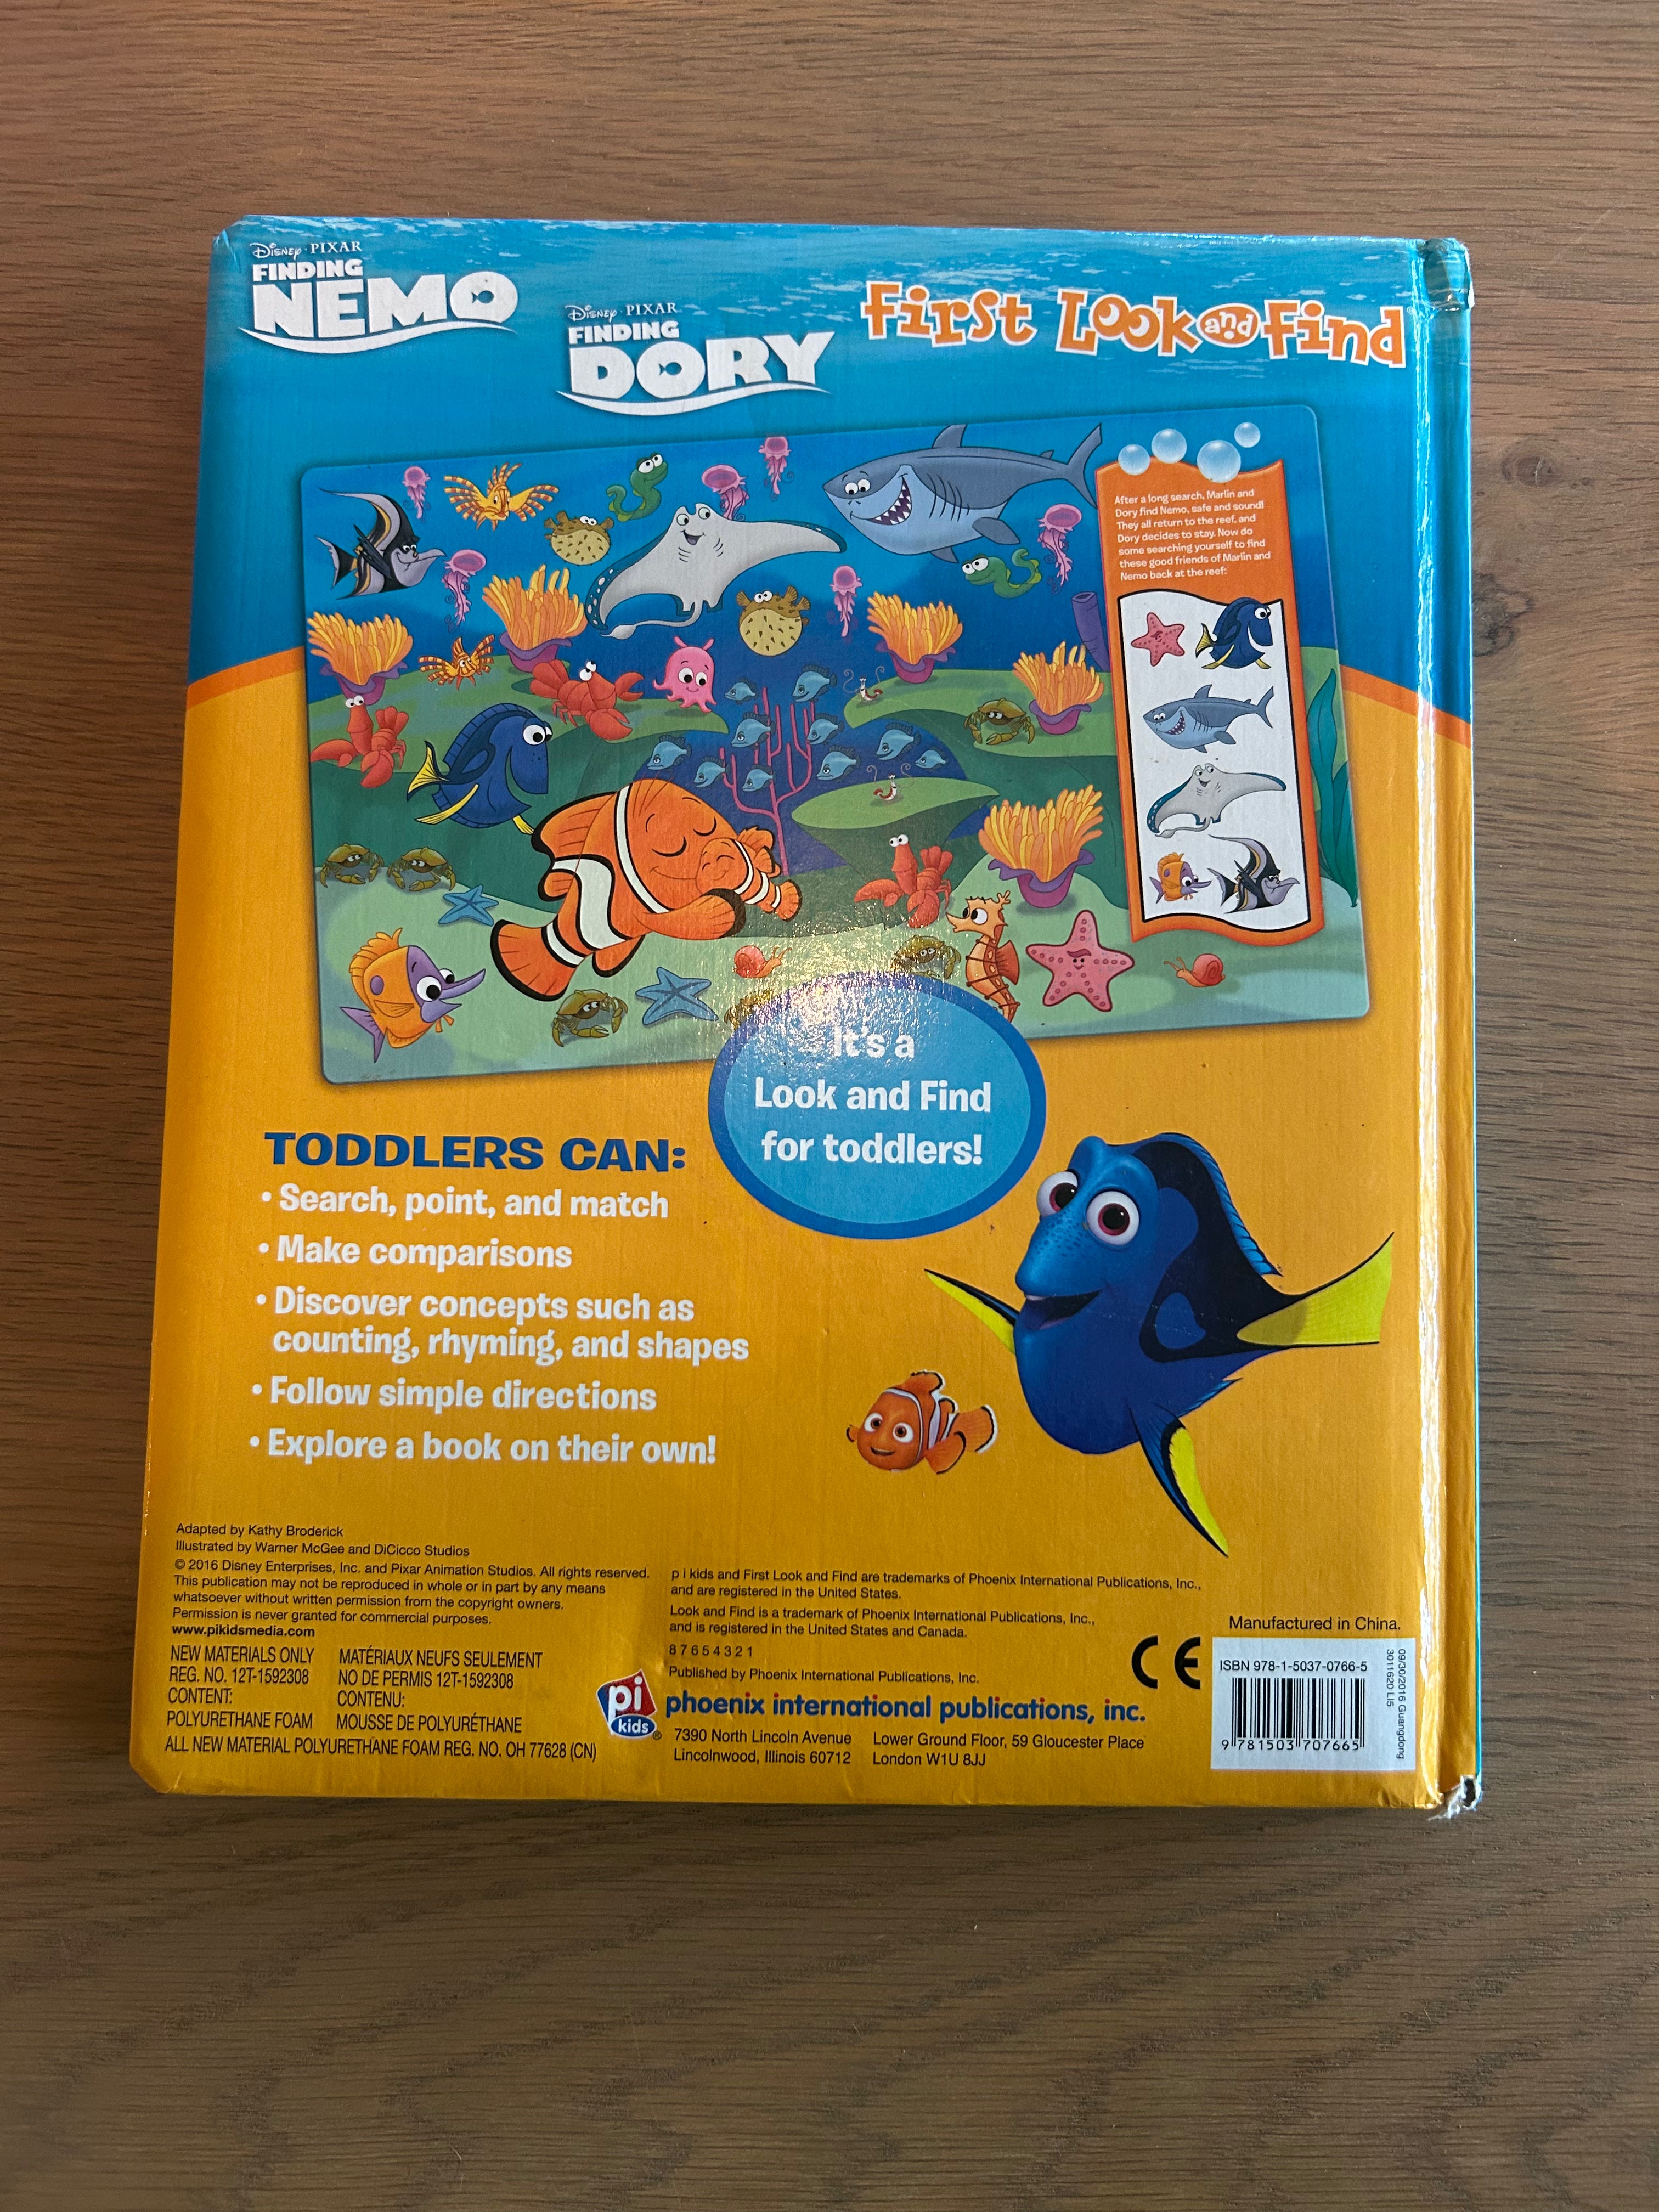 Disney · PIXAR
FINDING
NEMO
Disney · PIXAR
FINDING
DORY
First Look and Find
After a long search, Marlin and
Dory find Nemo, safe and sound!
They all return to the reef, and
Dory decides to stay. Now do
some searching yourself to find
these good friends of Marlin and
Nemo back at the reef:
It's a
Look and Find
for toddlers!
TODDLERS CAN:
• Search, point, and match
• Make comparisons
• Discover concepts such as
counting, rhyming, and shapes
• Follow simple directions
• Explore a book on their own!
Adapted by Kathy Broderick
Illustrated by Warner McGee and DiCicco Studios
© 2016 Disney Enterprises, Inc. and Pixar Animation Studios. All rights reserved.
This publication may not be reproduced in whole or in part by any means
whatsoever without written permission from the copyright owners.
Permission is never granted for commercial purposes.
www.pikidsmedia.com
NEW MATERIALS ONLY
REG. NO. 12T-1592308
CONTENT:
POLYURETHANE FOAM
MATÉRIAUX NEUFS SEULEMENT
NO DE PERMIS 12T-1592308
CONTENU:
MOUSSE DE POLYURÉTHANE
ALL NEW MATERIAL POLYURETHANE FOAM REG. NO. OH 77628 (CN)
p i kids and First Look and Find are trademarks of Phoenix International Publications, Inc.,
and are registered in the United States.
Look and Find is a trademark of Phoenix International Publications, Inc.,
and is registered in the United States and Canada.
8 7 6 5 4 3 2 1
Published by Phoenix International Publications, Inc.
pi
kids®
phoenix international publications, inc.
7390 North Lincoln Avenue
Lincolnwood, Illinois 60712
Lower Ground Floor, 59 Gloucester Place
London W1U 8JJ
CE
Manufactured in China.
ISBN 978-1-5037-0766-5
9 781503 707665
09/30/2016 Guangdong
3011620 LI5